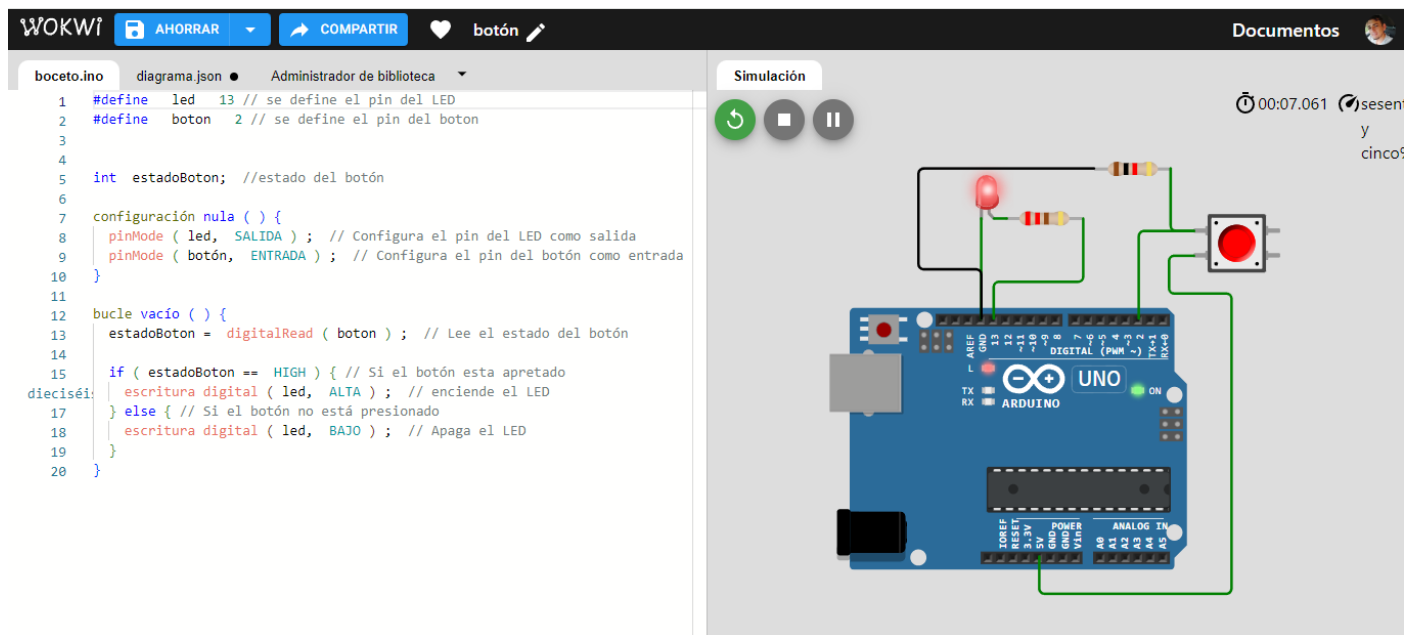 WOKWI AHORRAR COMPARTIR botón Documentos
boceto.ino diagrama.json ● Administrador de biblioteca
Simulación
1 #define led 13 // se define el pin del LED
2 #define boton 2 // se define el pin del boton
3
4
5 int estadoBoton; //estado del botón
6
7 configuración nula ( ) {
8 pinMode ( led, SALIDA ) ; // Configura el pin del LED como salida
9 pinMode ( botón, ENTRADA ) ; // Configura el pin del botón como entrada
10 }
11
12 bucle vacío ( ) {
13 estadoBoton = digitalRead ( boton ) ; // Lee el estado del botón
14
15 if ( estadoBoton == HIGH ) { // Si el botón esta apretado
dieciséis escritura digital ( led, ALTA ) ; // enciende el LED
17 } else { // Si el botón no está presionado
18 escritura digital ( led, BAJO ) ; // Apaga el LED
19 }
20 }
00:07.061 sesent
y
cinco%
AREF GND 13 12 ~11 ~10 ~9 8 7 ~6 ~5 4 ~3 2 TX→1 RX←0
DIGITAL (PWM ~)
L
TX
RX
UNO
ON
ARDUINO
IOREF RESET 3.3V 5V GND GND Vin A0 A1 A2 A3 A4 A5
POWER
ANALOG IN